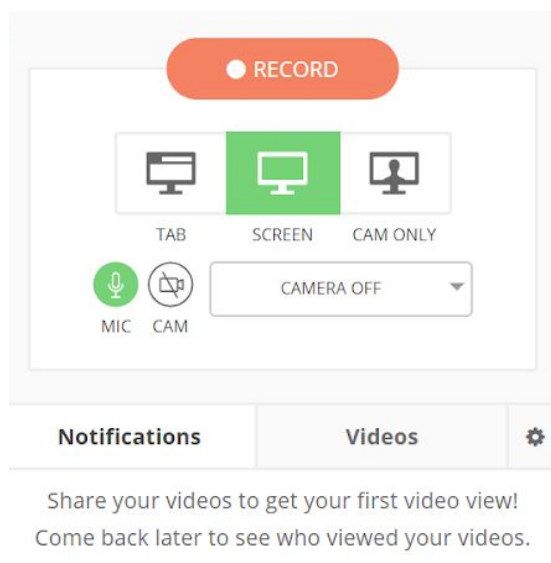 RECORD
TAB SCREEN CAM ONLY
CAMERA OFF
MIC CAM
Notifications Videos
Share your videos to get your first video view!
Come back later to see who viewed your videos.